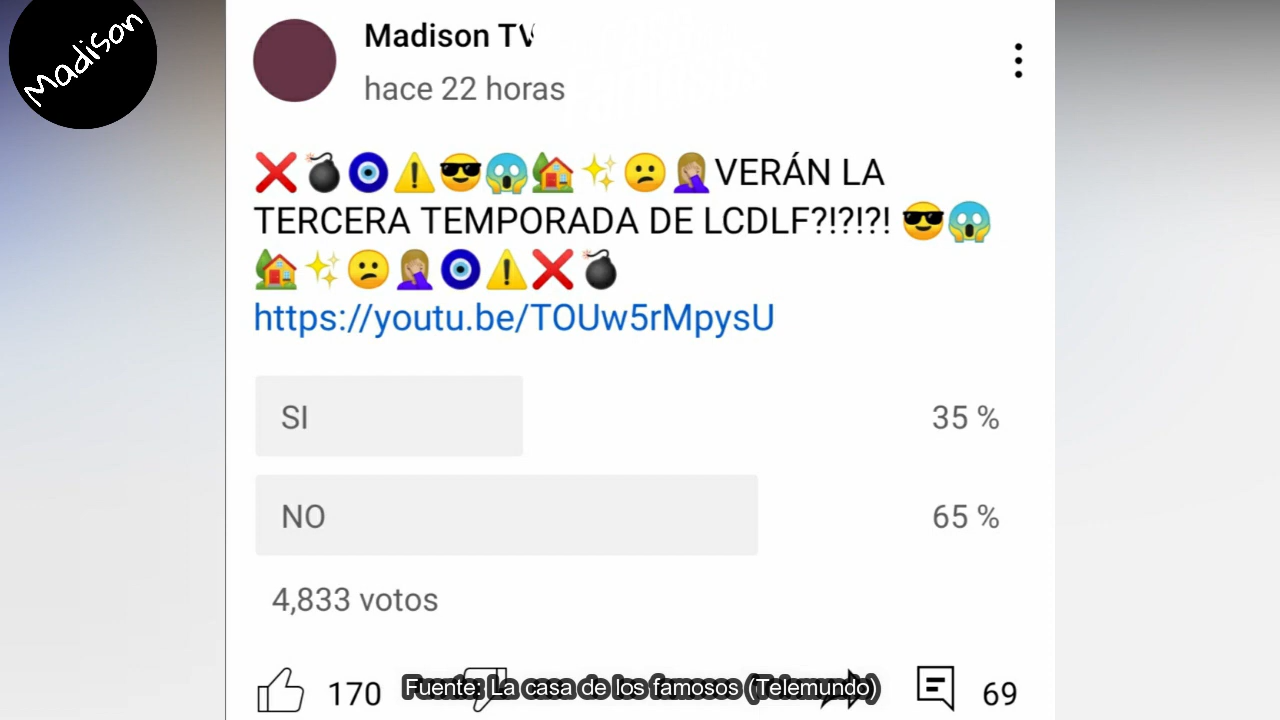 Madison
Madison TV
hace 22 horas
❌💣🧿⚠️😎😱🏡✨😕🤦🏼‍♀️VERÁN LA
TERCERA TEMPORADA DE LCDLF?!?!?! 😎😱
🏡✨😕🤦🏼‍♀️🧿⚠️❌💣
https://youtu.be/TOUw5rMpysU
SI 35 %
NO 65 %
4,833 votos
170 69
Fuente: La casa de los famosos (Telemundo)